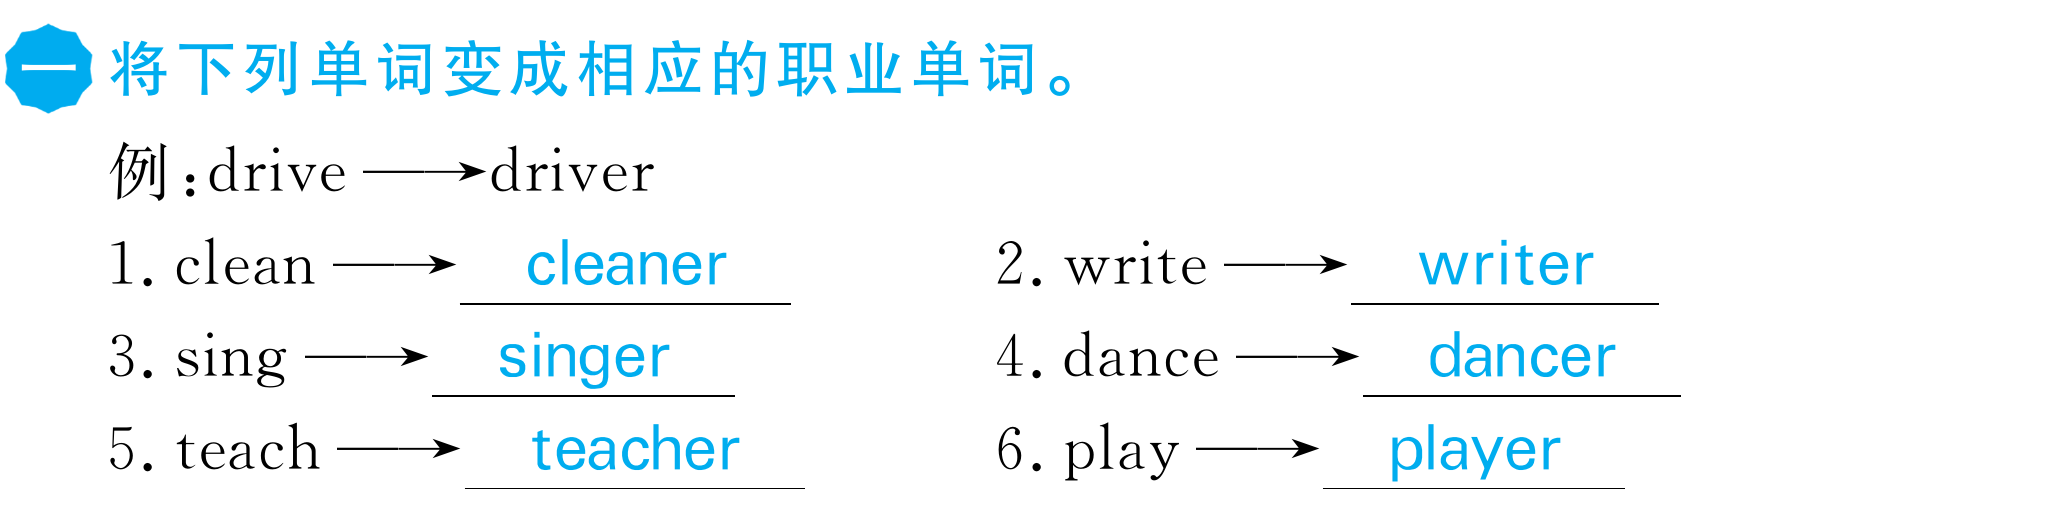 一 将下列单词变成相应的职业单词。
例:drive ⟶driver
1. clean ⟶ cleaner 2. write ⟶ writer
3. sing ⟶ singer 4. dance ⟶ dancer
5. teach ⟶ teacher 6. play ⟶ player